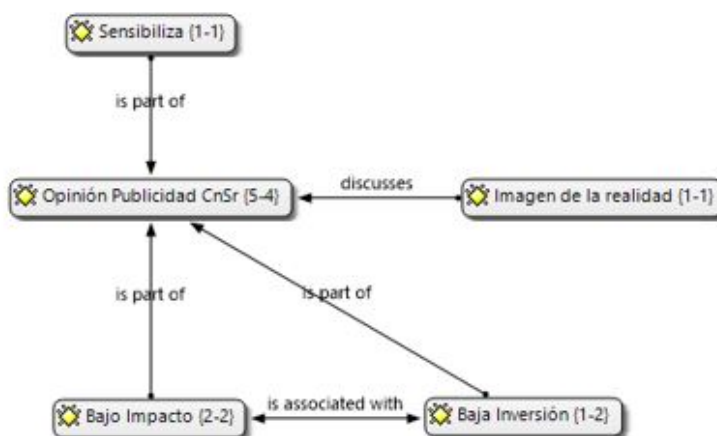 Sensibiliza {1-1}
is part of
Opinión Publicidad CnSr {5-4}
discusses
Imagen de la realidad {1-1}
is part of
is part of
Bajo Impacto {2-2}
is associated with
Baja Inversión {1-2}